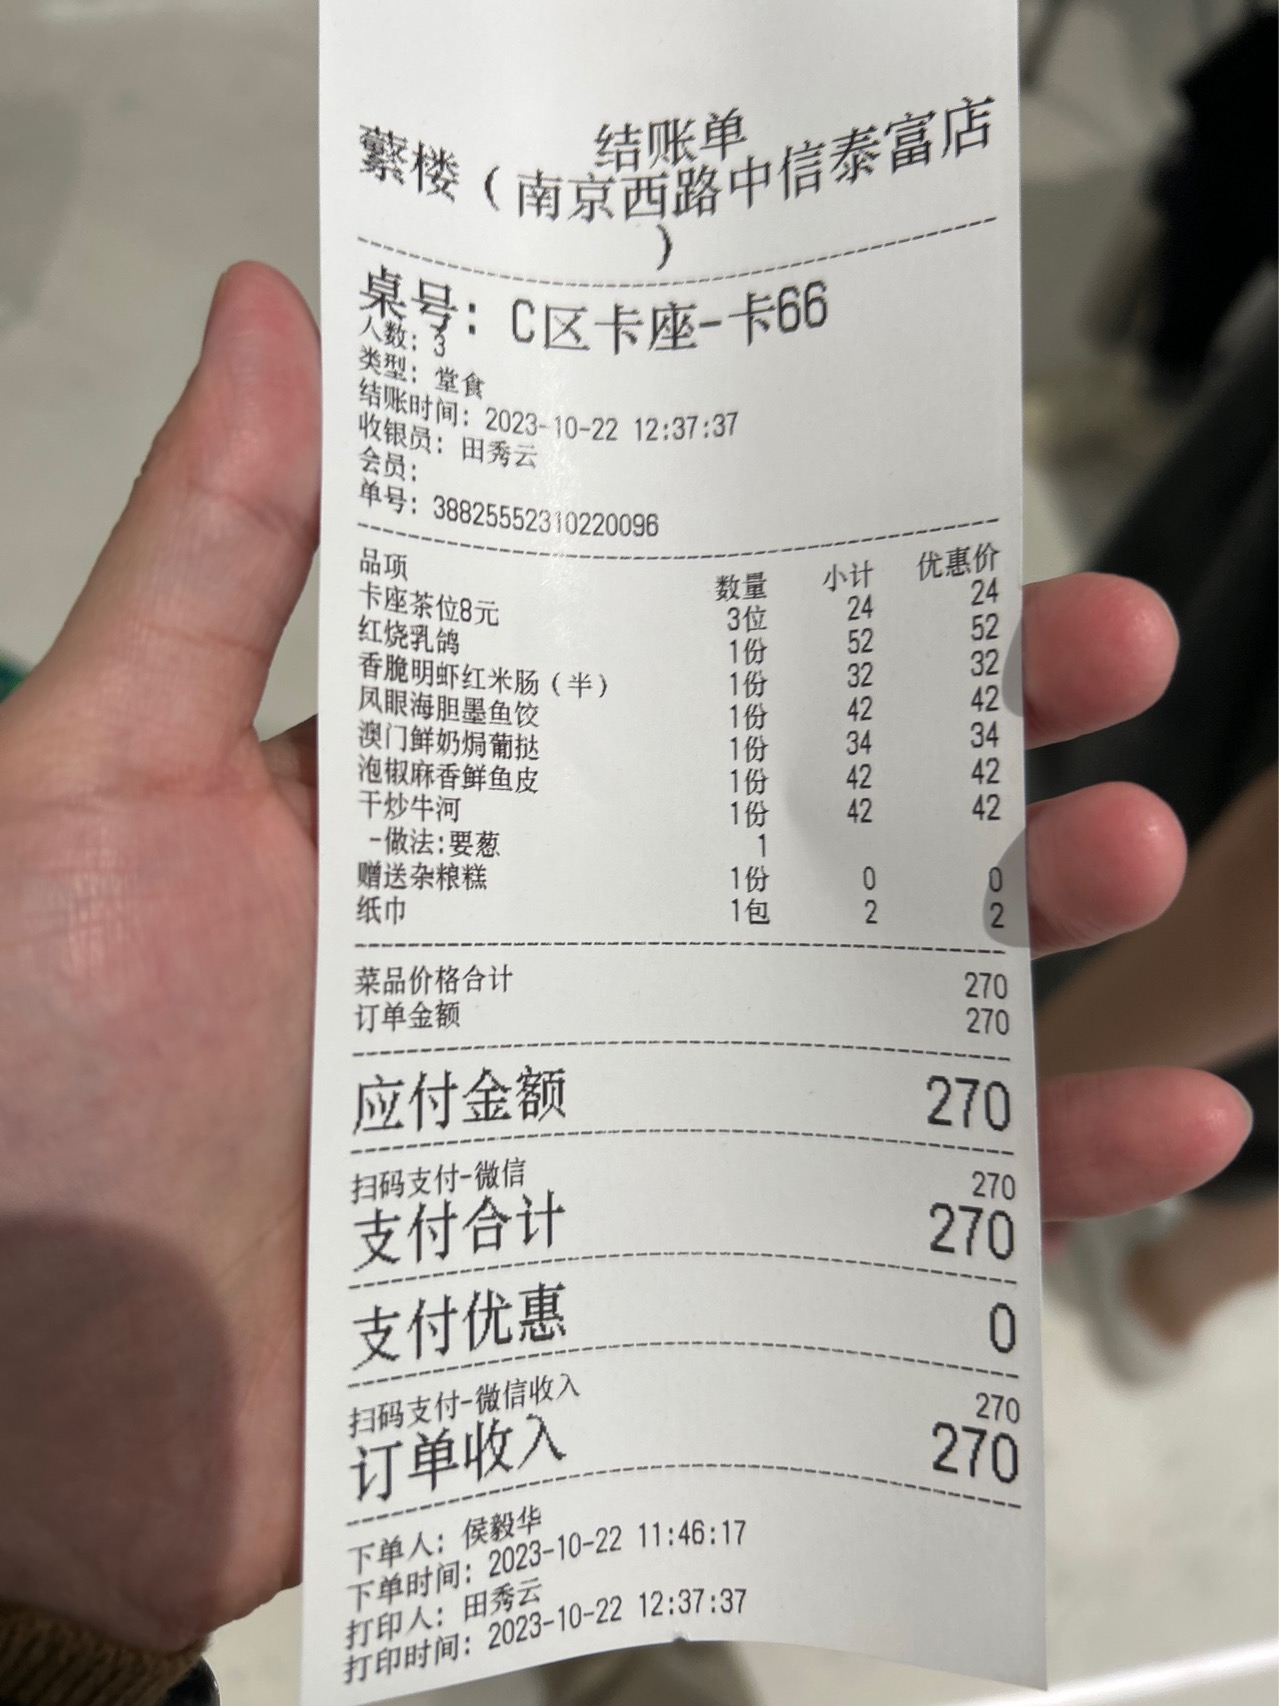 结账单
蘩楼（南京西路中信泰富店
）
桌号：C区卡座-卡66
人数：3
类型：堂食
结账时间：2023-10-22 12:37:37
收银员：田秀云
会员：
单号：38825552310220096
品项 数量 小计 优惠价
卡座茶位8元 3位 24 24
红烧乳鸽 1份 52 52
香脆明虾红米肠（半） 1份 32 32
凤眼海胆墨鱼饺 1份 42 42
澳门鲜奶焗葡挞 1份 34 34
泡椒麻香鲜鱼皮 1份 42 42
干炒牛河 1份 42 42
-做法:要葱 1
赠送杂粮糕 1份 0 0
纸巾 1包 2 2
菜品价格合计 270
订单金额 270
应付金额 270
扫码支付-微信 270
支付合计 270
支付优惠 0
扫码支付-微信收入 270
订单收入 270
下单人：侯毅华
下单时间：2023-10-22 11:46:17
打印人：田秀云
打印时间：2023-10-22 12:37:37